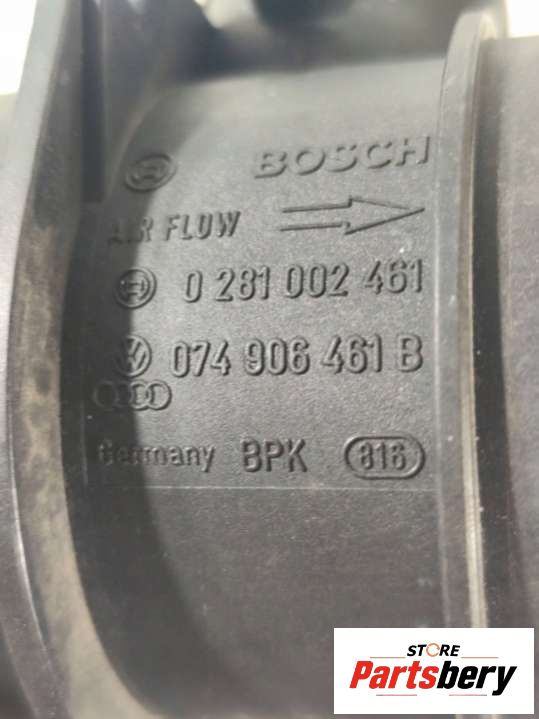 BOSCH
AIR FLOW
0 281 002 461
074 906 461 B
Germany BPK 816
STORE
Partsbery